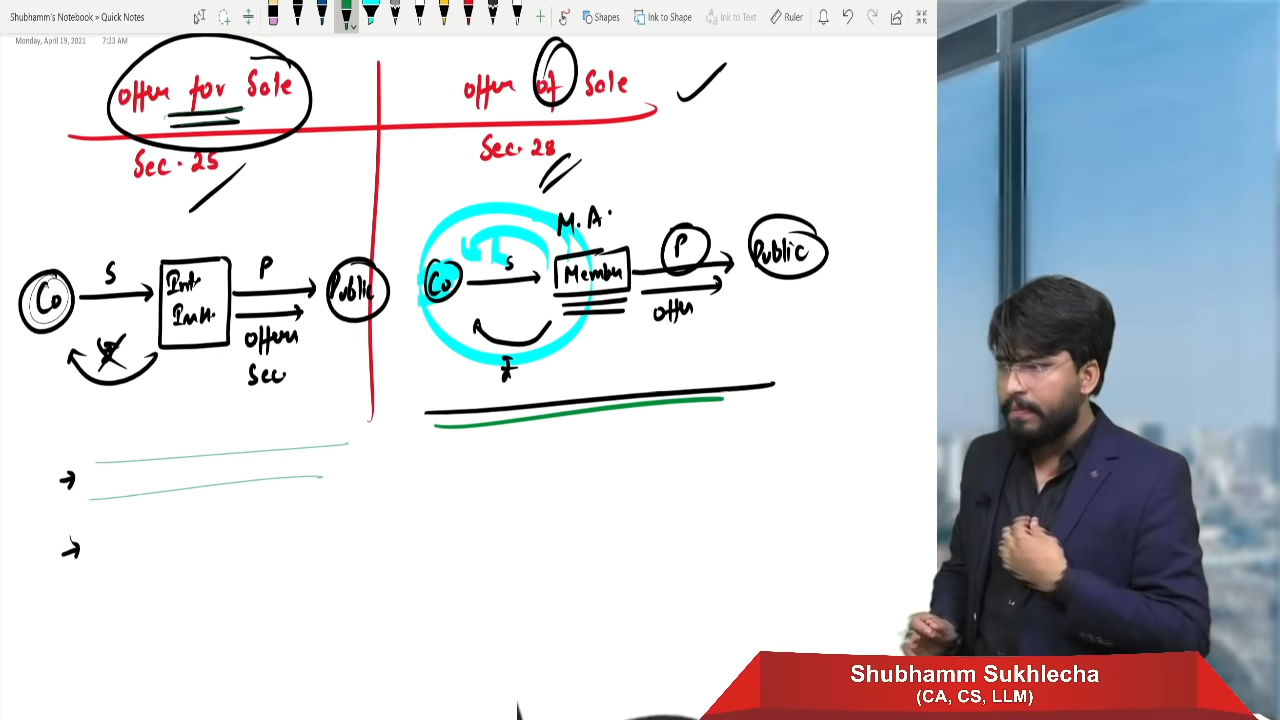 Shubhamm's Notebook » Quick Notes
Shapes
Ink to Shape
Ink to Text
Ruler
Monday, April 19, 2021 7:23 AM
Offer for Sale
Offer of Sale
Sec. 25
Sec. 28
M.A.
Co
S
P
Public
Offers
Sec
Co
S
Member
P
Public
Offer
Shubhamm Sukhlecha
(CA, CS, LLM)